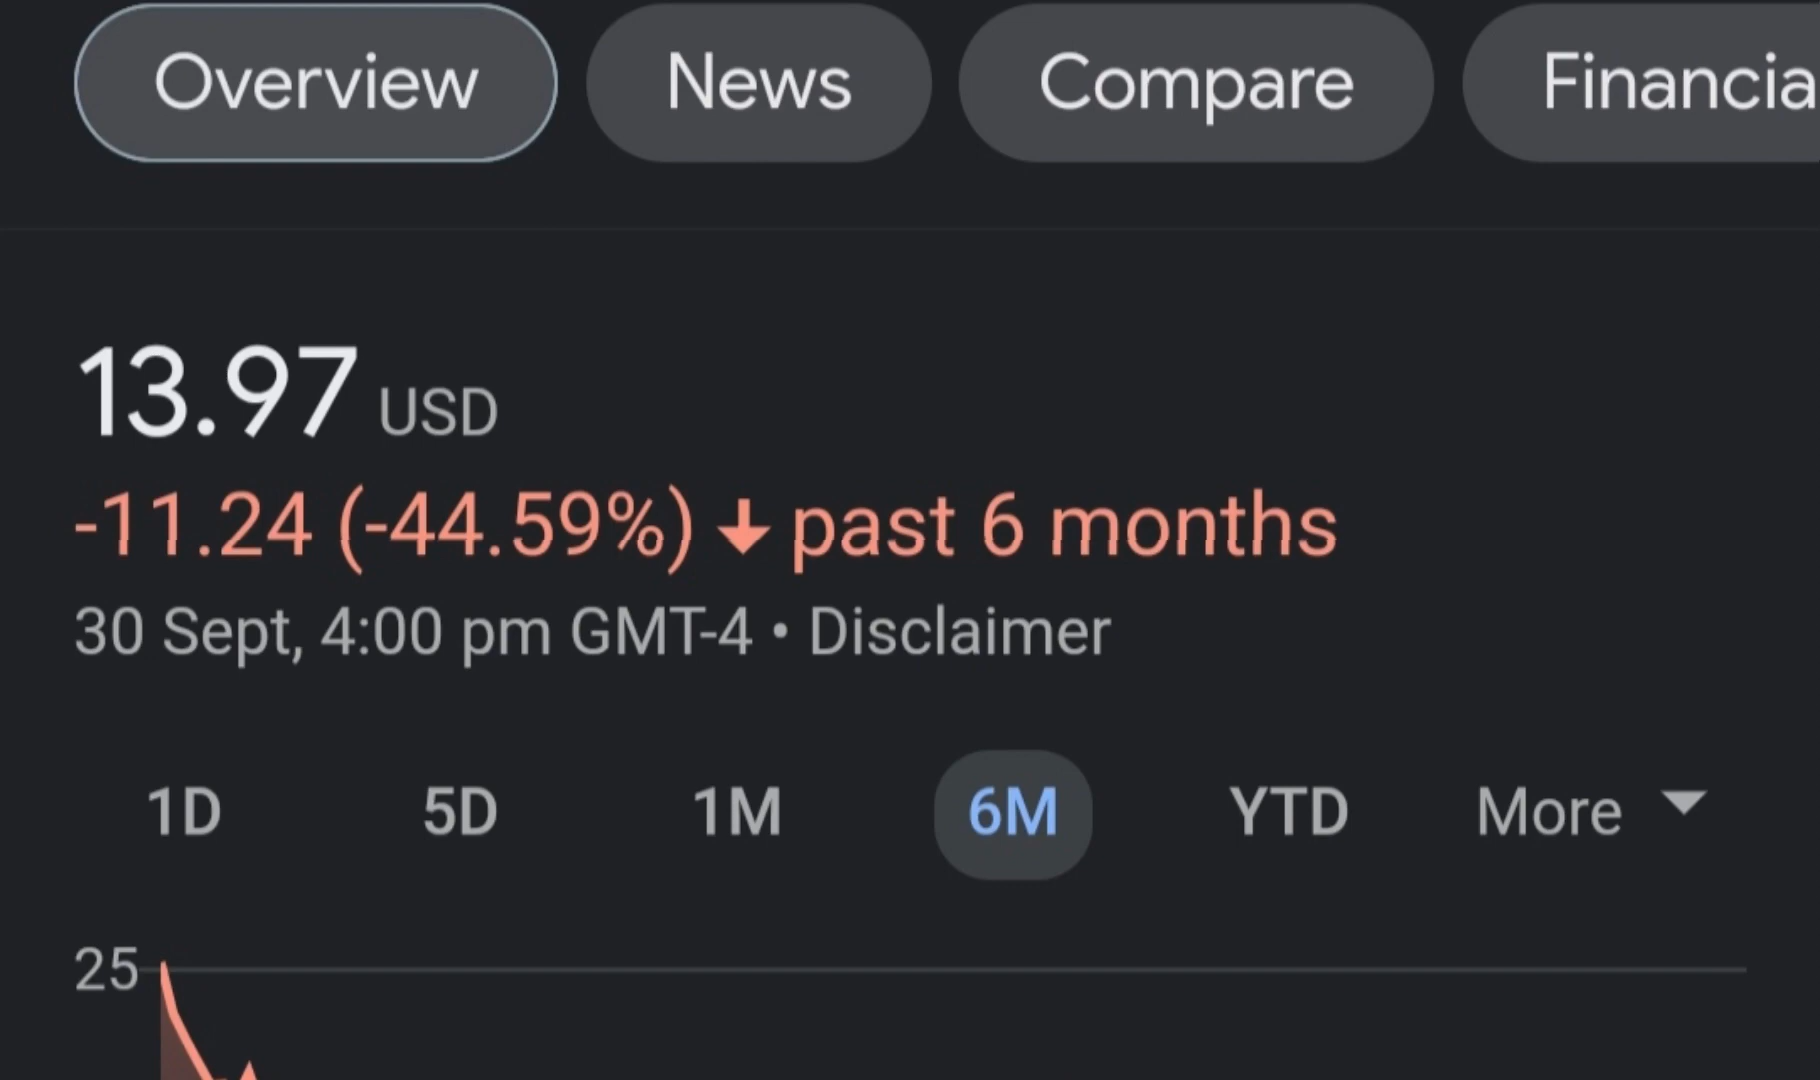 Overview News Compare Financia
13.97 USD
-11.24 (-44.59%) ↓ past 6 months
30 Sept, 4:00 pm GMT-4 • Disclaimer
1D 5D 1M 6M YTD More
25